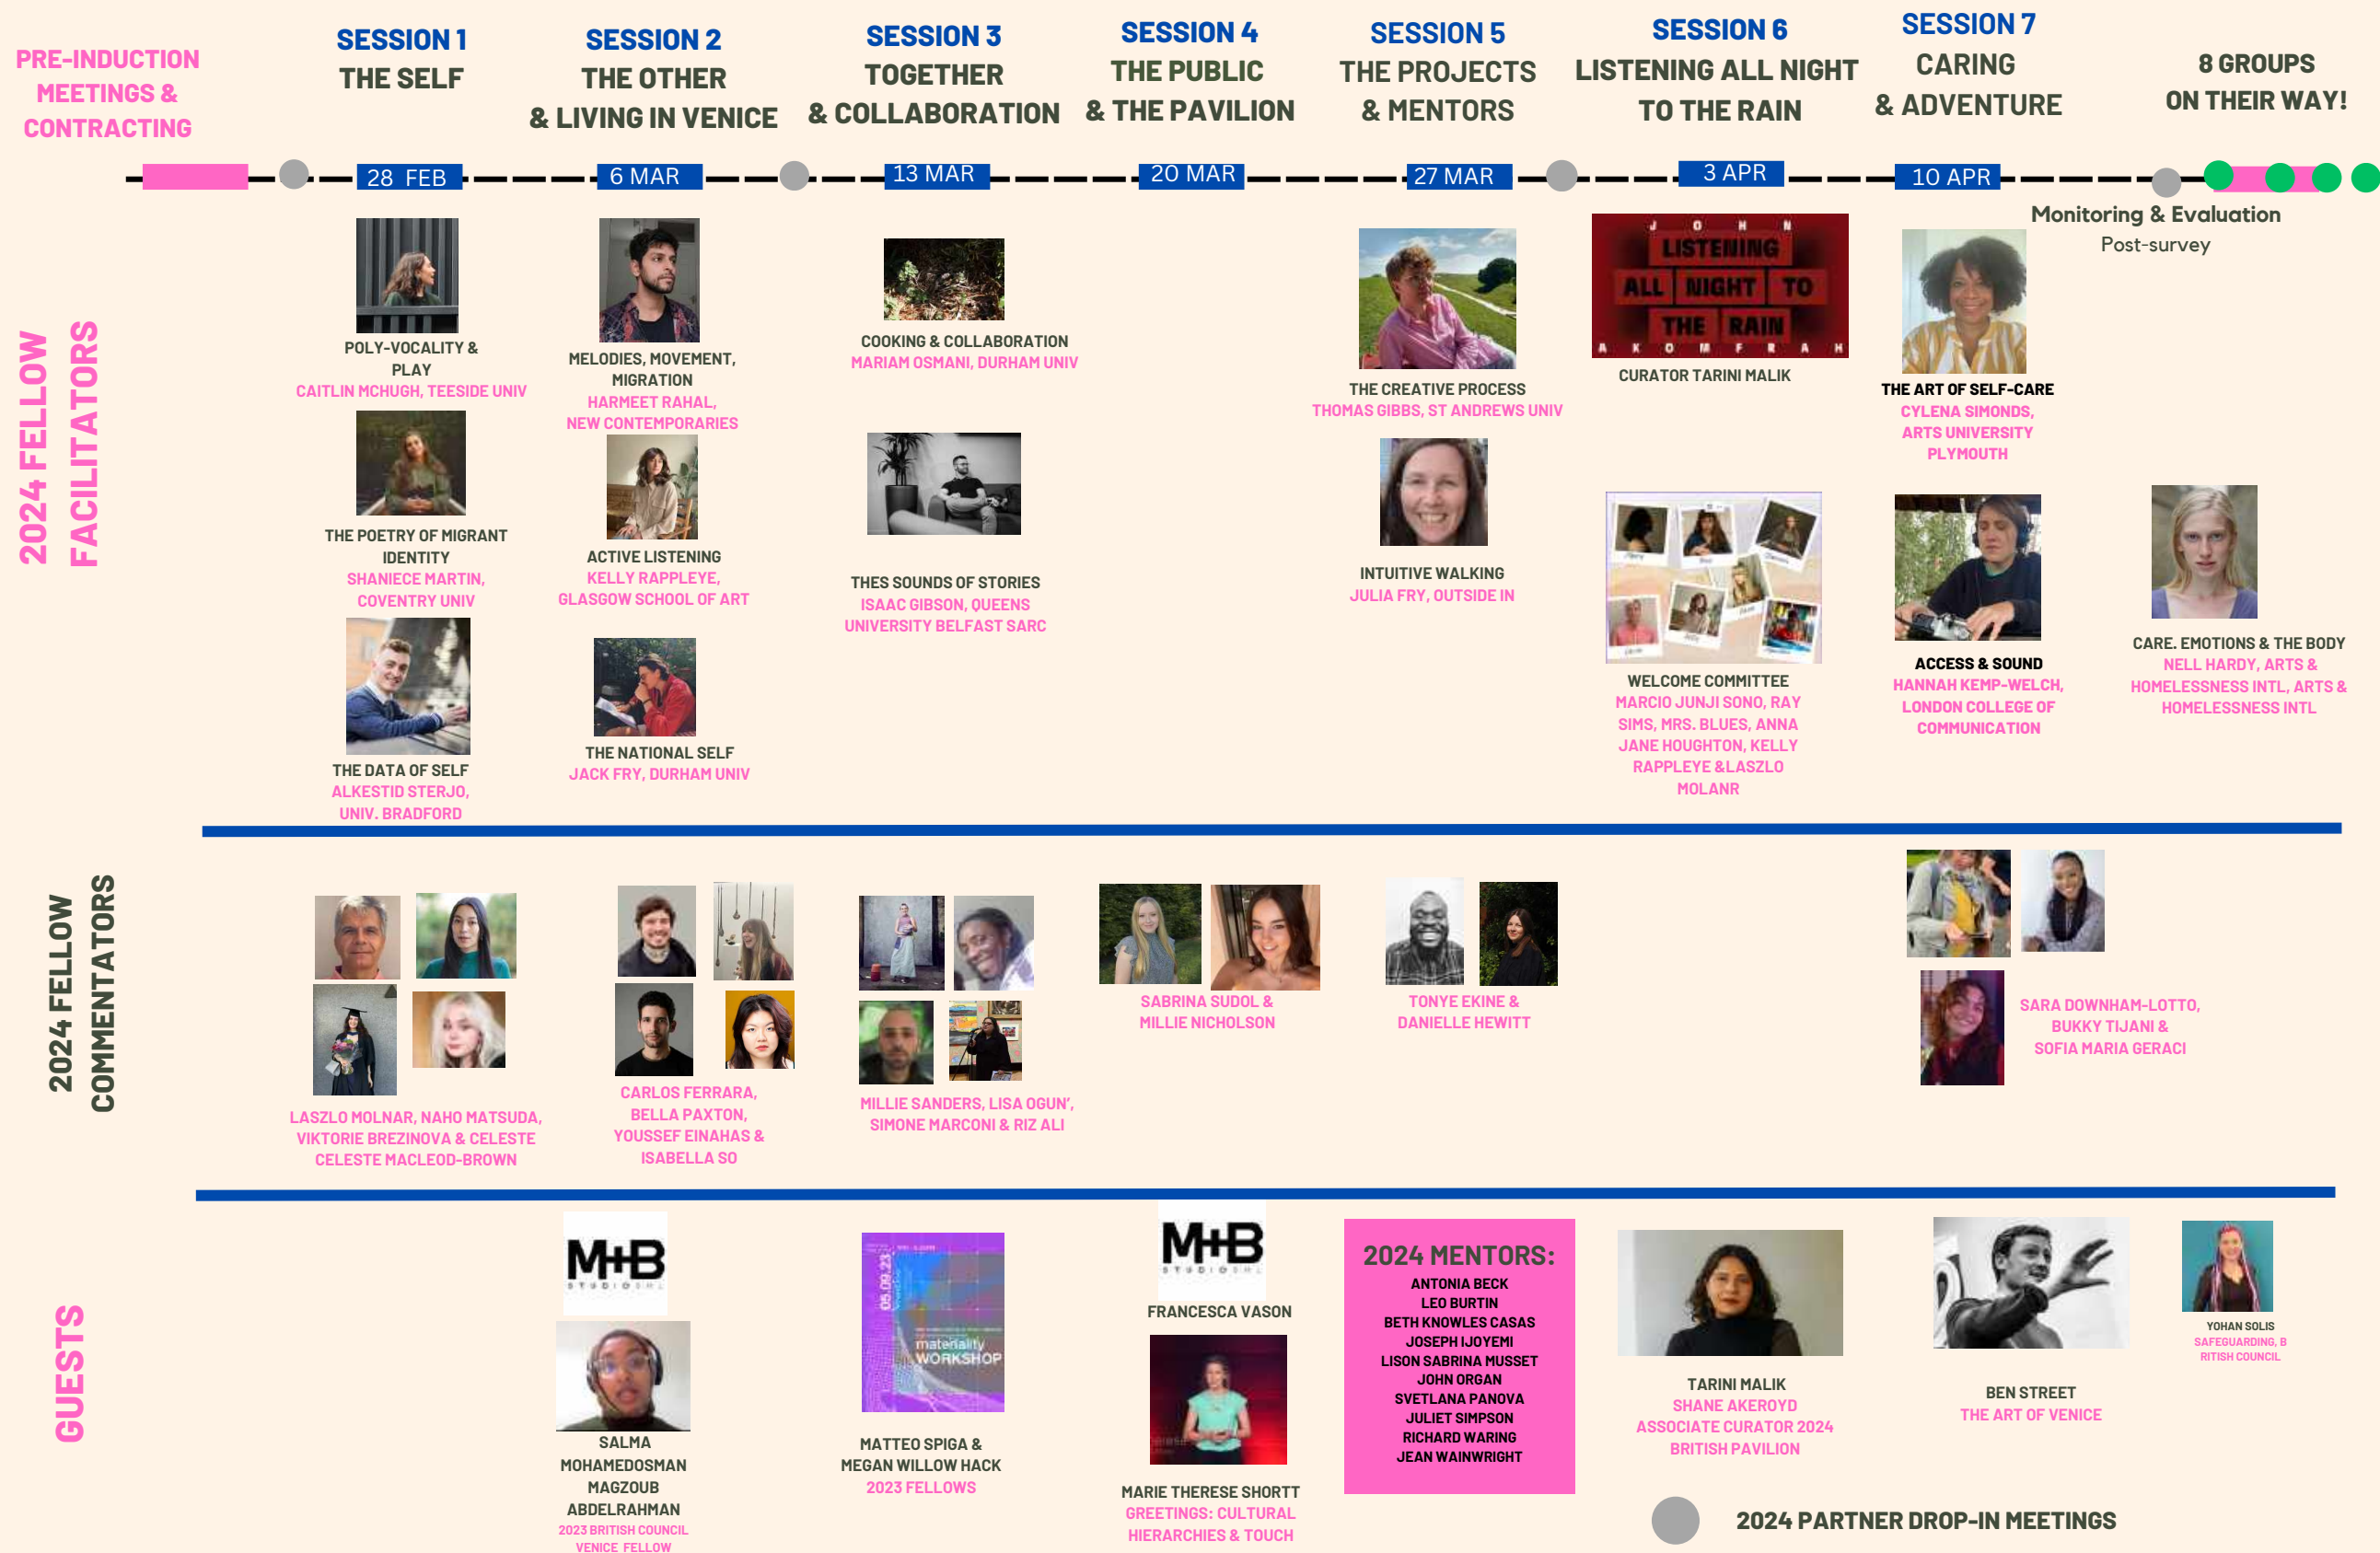 PRE-INDUCTION
MEETINGS &
CONTRACTING
SESSION 1
THE SELF
SESSION 2
THE OTHER
& LIVING IN VENICE
SESSION 3
TOGETHER
& COLLABORATION
SESSION 4
THE PUBLIC
& THE PAVILION
SESSION 5
THE PROJECTS
& MENTORS
SESSION 6
LISTENING ALL NIGHT
TO THE RAIN
SESSION 7
CARING
& ADVENTURE
8 GROUPS
ON THEIR WAY!
28 FEB
6 MAR
13 MAR
20 MAR
27 MAR
3 APR
10 APR
Monitoring & Evaluation
Post-survey
2024 FELLOW
FACILITATORS
POLY-VOCALITY &
PLAY
CAITLIN MCHUGH, TEESIDE UNIV
THE POETRY OF MIGRANT
IDENTITY
SHANIECE MARTIN,
COVENTRY UNIV
THE DATA OF SELF
ALKESTID STERJO,
UNIV. BRADFORD
MELODIES, MOVEMENT,
MIGRATION
HARMEET RAHAL,
NEW CONTEMPORARIES
ACTIVE LISTENING
KELLY RAPPLEYE,
GLASGOW SCHOOL OF ART
THE NATIONAL SELF
JACK FRY, DURHAM UNIV
COOKING & COLLABORATION
MARIAM OSMANI, DURHAM UNIV
THES SOUNDS OF STORIES
ISAAC GIBSON, QUEENS
UNIVERSITY BELFAST SARC
THE CREATIVE PROCESS
THOMAS GIBBS, ST ANDREWS UNIV
INTUITIVE WALKING
JULIA FRY, OUTSIDE IN
JOHN
LISTENING
ALL NIGHT TO
THE RAIN
AKOMFRAH
CURATOR TARINI MALIK
WELCOME COMMITTEE
MARCIO JUNJI SONO, RAY
SIMS, MRS. BLUES, ANNA
JANE HOUGHTON, KELLY
RAPPLEYE &LASZLO
MOLANR
THE ART OF SELF-CARE
CYLENA SIMONDS,
ARTS UNIVERSITY
PLYMOUTH
ACCESS & SOUND
HANNAH KEMP-WELCH,
LONDON COLLEGE OF
COMMUNICATION
CARE. EMOTIONS & THE BODY
NELL HARDY, ARTS &
HOMELESSNESS INTL, ARTS &
HOMELESSNESS INTL
2024 FELLOW
COMMENTATORS
LASZLO MOLNAR, NAHO MATSUDA,
VIKTORIE BREZINOVA & CELESTE
CELESTE MACLEOD-BROWN
CARLOS FERRARA,
BELLA PAXTON,
YOUSSEF EINAHAS &
ISABELLA SO
MILLIE SANDERS, LISA OGUN',
SIMONE MARCONI & RIZ ALI
SABRINA SUDOL &
MILLIE NICHOLSON
TONYE EKINE &
DANIELLE HEWITT
SARA DOWNHAM-LOTTO,
BUKKY TIJANI &
SOFIA MARIA GERACI
GUESTS
M+B
STUDIO SRL
SALMA
MOHAMEDOSMAN
MAGZOUB
ABDELRAHMAN
2023 BRITISH COUNCIL
VENICE FELLOW
05.09.23
materiality
WORKSHOP
MATTEO SPIGA &
MEGAN WILLOW HACK
2023 FELLOWS
M+B
STUDIO SRL
FRANCESCA VASON
MARIE THERESE SHORTT
GREETINGS: CULTURAL
HIERARCHIES & TOUCH
2024 MENTORS:
ANTONIA BECK
LEO BURTIN
BETH KNOWLES CASAS
JOSEPH IJOYEMI
LISON SABRINA MUSSET
JOHN ORGAN
SVETLANA PANOVA
JULIET SIMPSON
RICHARD WARING
JEAN WAINWRIGHT
TARINI MALIK
SHANE AKEROYD
ASSOCIATE CURATOR 2024
BRITISH PAVILION
BEN STREET
THE ART OF VENICE
YOHAN SOLIS
SAFEGUARDING, B
RITISH COUNCIL
2024 PARTNER DROP-IN MEETINGS